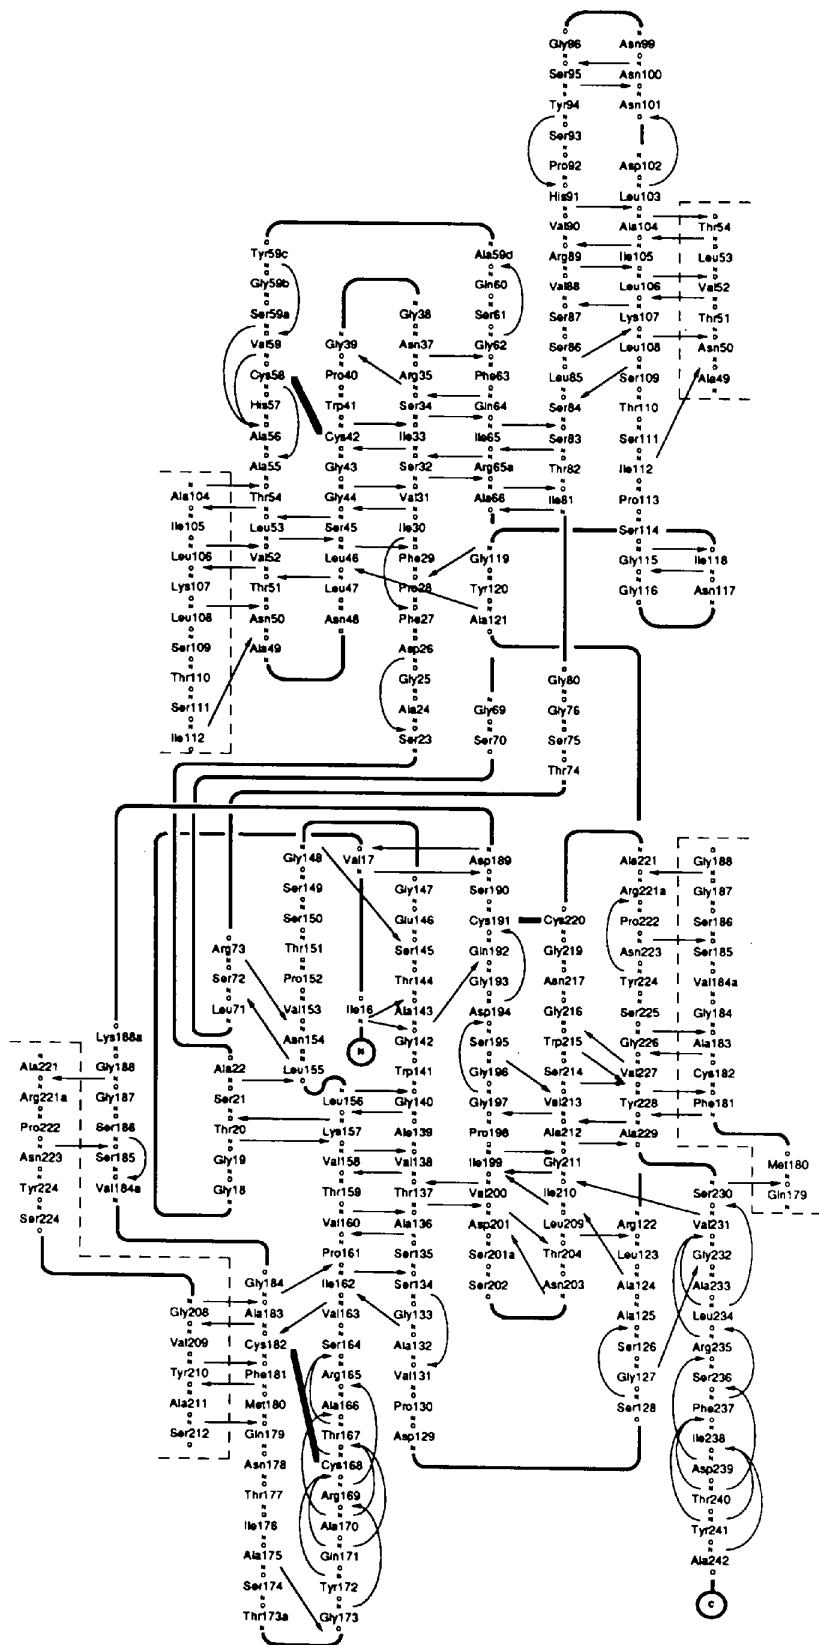 Gly96
Ser95
Tyr94
Ser93
Pro92
His91
Val90
Arg89
Val88
Ser87
Ser86
Leu85
Ser84
Ser83
Thr82
Ile81
Asn99
Asn100
Asn101
Asp102
Leu103
Ala104
Ile105
Leu106
Lys107
Leu108
Ser109
Thr110
Ser111
Ile112
Pro113
Ser114
Gly115
Gly116
Thr54
Leu53
Val52
Thr51
Asn50
Ala49
Ile118
Asn117
Tyr59c
Gly59b
Ser59a
Val59
Cys58
His57
Ala56
Ala55
Thr54
Leu53
Val52
Thr51
Asn50
Ala49
Gly39
Pro40
Trp41
Cys42
Gly43
Gly44
Ser45
Leu46
Leu47
Asn48
Gly38
Asn37
Arg35
Ser34
Ile33
Ser32
Val31
Ile30
Phe29
Pro28
Phe27
Asp26
Gly25
Ala24
Ser23
Ala59d
Gln60
Ser61
Gly62
Phe63
Gln64
Ile65
Arg65a
Ala66
Gly119
Tyr120
Ala121
Gly69
Ser70
Gly80
Gly76
Ser75
Thr74
Ala104
Ile105
Leu106
Lys107
Leu108
Ser109
Thr110
Ser111
Ile112
Gly148
Ser149
Ser150
Thr151
Pro152
Val153
Asn154
Leu155
Val17
Ile16
N
Gly147
Glu146
Ser145
Thr144
Ala143
Gly142
Trp141
Gly140
Ale139
Val138
Thr137
Ala136
Ser135
Ser134
Gly133
Ala132
Val131
Pro130
Asp129
Asp189
Ser190
Cys191
Gln192
Gly193
Asp194
Ser195
Gly196
Gly197
Pro198
Ile199
Val200
Asp201
Ser201a
Ser202
Cys220
Gly219
Asn217
Gly216
Trp215
Ser214
Val213
Ala212
Gly211
Ile210
Leu209
Thr204
Asn203
Ala221
Arg221a
Pro222
Asn223
Tyr224
Ser225
Gly226
Val227
Tyr228
Ala229
Gly188
Gly187
Ser186
Ser185
Val184a
Gly184
Ala183
Cys182
Phe181
Met180
Gln179
Arg73
Ser72
Leu71
Ala22
Ser21
Thr20
Gly19
Gly18
Lys188a
Gly188
Gly187
Ser186
Ser185
Val184a
Ala221
Arg221a
Pro222
Asn223
Tyr224
Ser224
Gly208
Val209
Tyr210
Ala211
Ser212
Gly184
Ala183
Cys182
Phe181
Met180
Gln179
Asn178
Thr177
Ile176
Ala175
Ser174
Thr173a
Leu156
Lys157
Val158
Thr159
Val160
Pro161
Ile162
Val163
Ser164
Arg165
Ala166
Thr167
Cys168
Arg169
Ala170
Gln171
Tyr172
Gly173
Arg122
Leu123
Ala124
Ala125
Ser126
Gly127
Ser128
Ser230
Val231
Gly232
Ala233
Leu234
Arg235
Ser236
Phe237
Ile238
Asp239
Thr240
Tyr241
Ala242
C